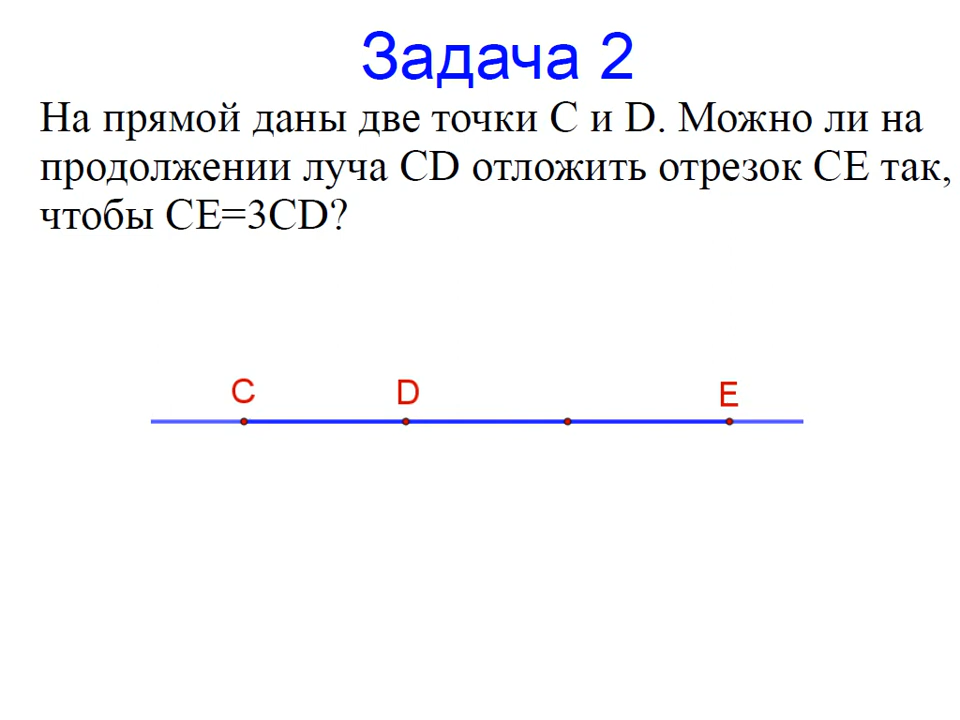 Задача 2
На прямой даны две точки C и D. Можно ли на
продолжении луча CD отложить отрезок CE так,
чтобы CE=3CD?
C D E